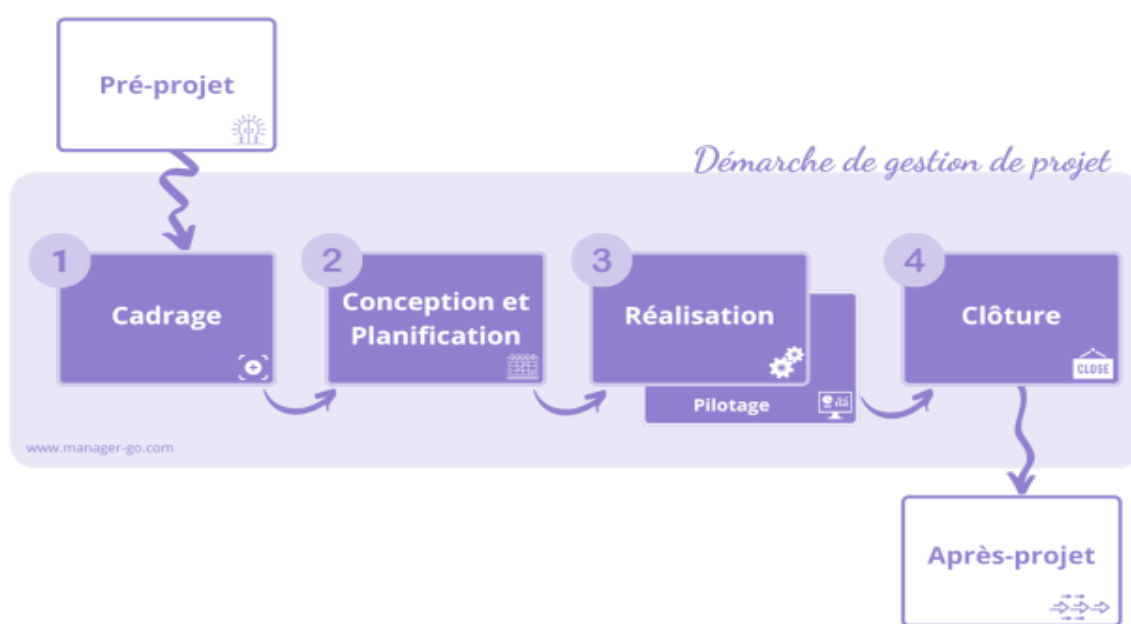 Pré-projet
Démarche de gestion de projet
1
Cadrage
2
Conception et
Planification
3
Réalisation
Pilotage
4
Clôture
CLOSE
www.manager-go.com
Après-projet